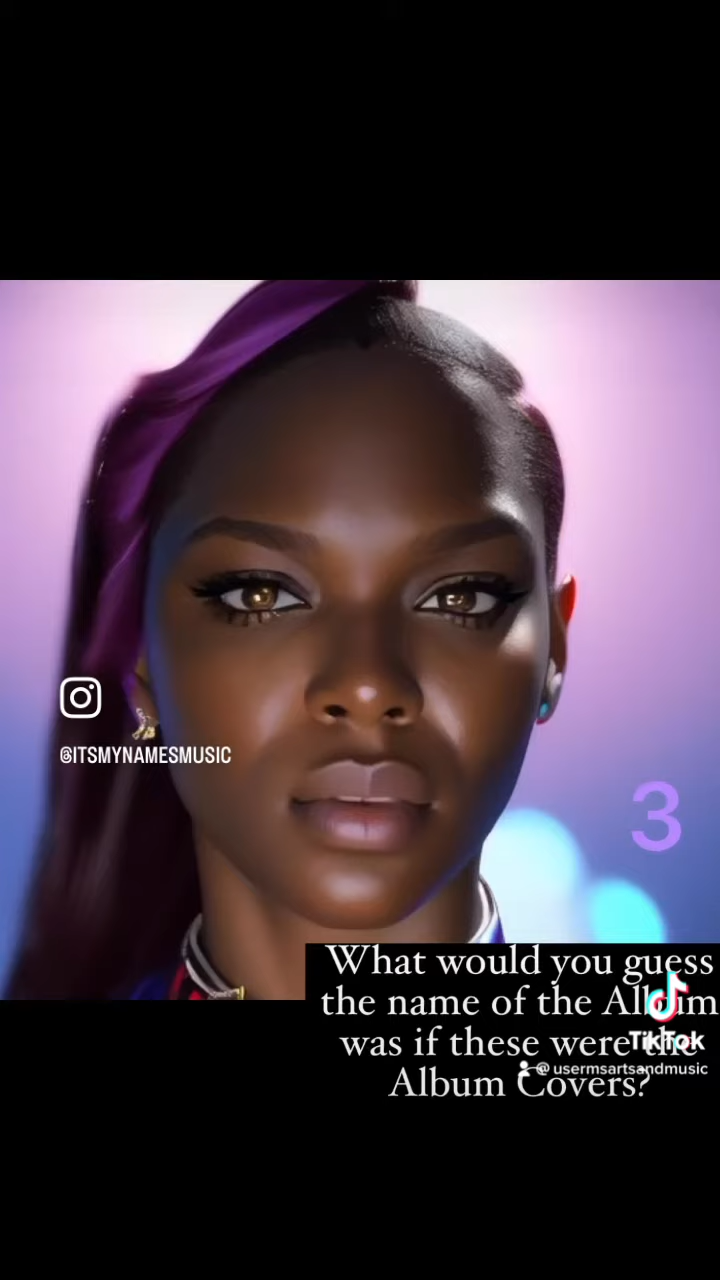 @ITSMYNAMESMUSIC
3
What would you guess
the name of the Album
was if these were the
Album Covers?
TikTok
@usermsartsandmusic